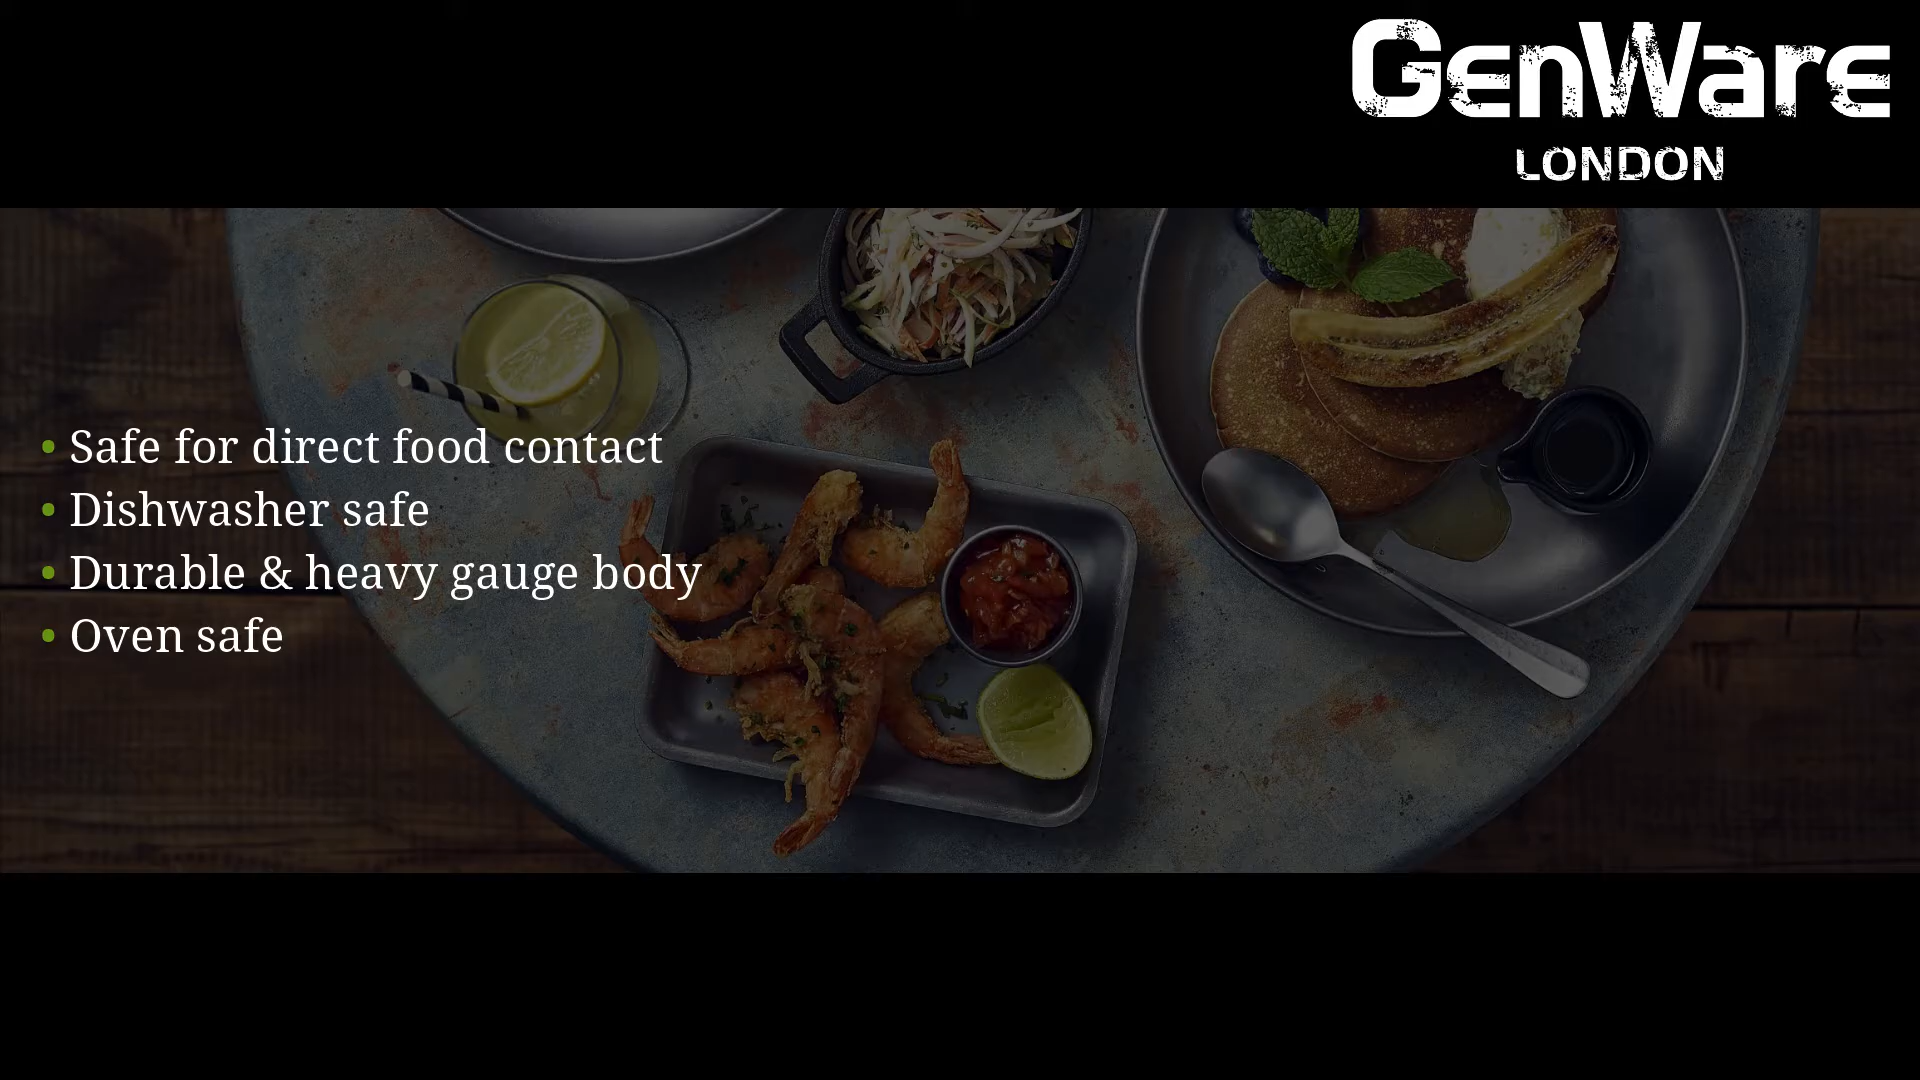 GenWare
LONDON
• Safe for direct food contact
• Dishwasher safe
• Durable & heavy gauge body
• Oven safe